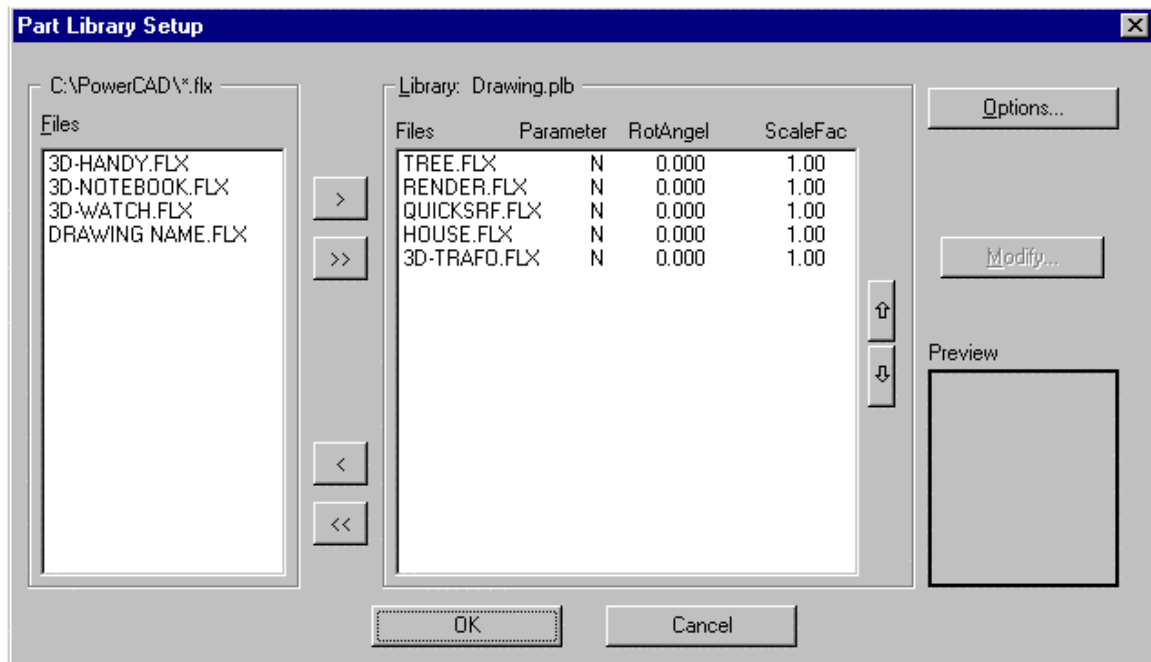 Part Library Setup
C:\PowerCAD\*.flx
Files
3D-HANDY.FLX
3D-NOTEBOOK.FLX
3D-WATCH.FLX
DRAWING NAME.FLX
>
>>
<
<<
Library: Drawing.plb
Files Parameter RotAngel ScaleFac
TREE.FLX N 0.000 1.00
RENDER.FLX N 0.000 1.00
QUICKSRF.FLX N 0.000 1.00
HOUSE.FLX N 0.000 1.00
3D-TRAFO.FLX N 0.000 1.00
Options...
Modify...
Preview
OK
Cancel